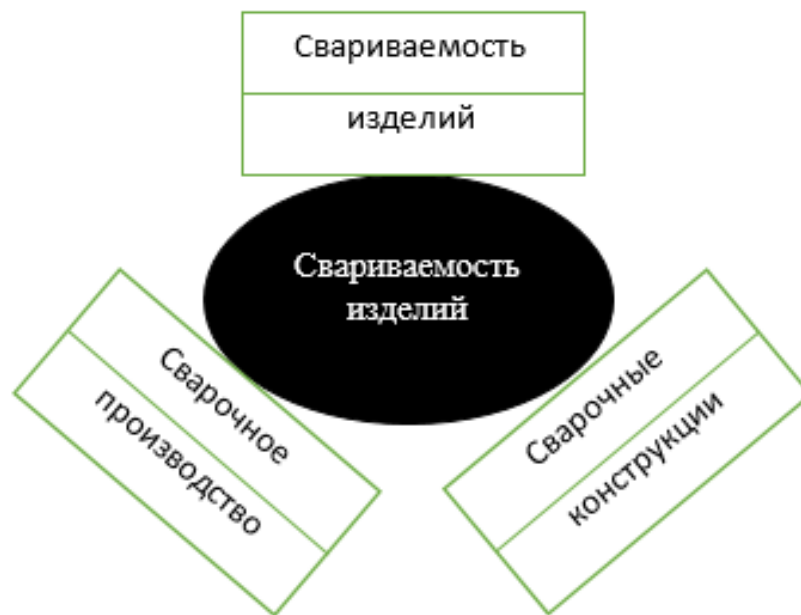 Свариваемость
изделий
Свариваемость
изделий
Сварочное
производство
Сварочные
конструкции